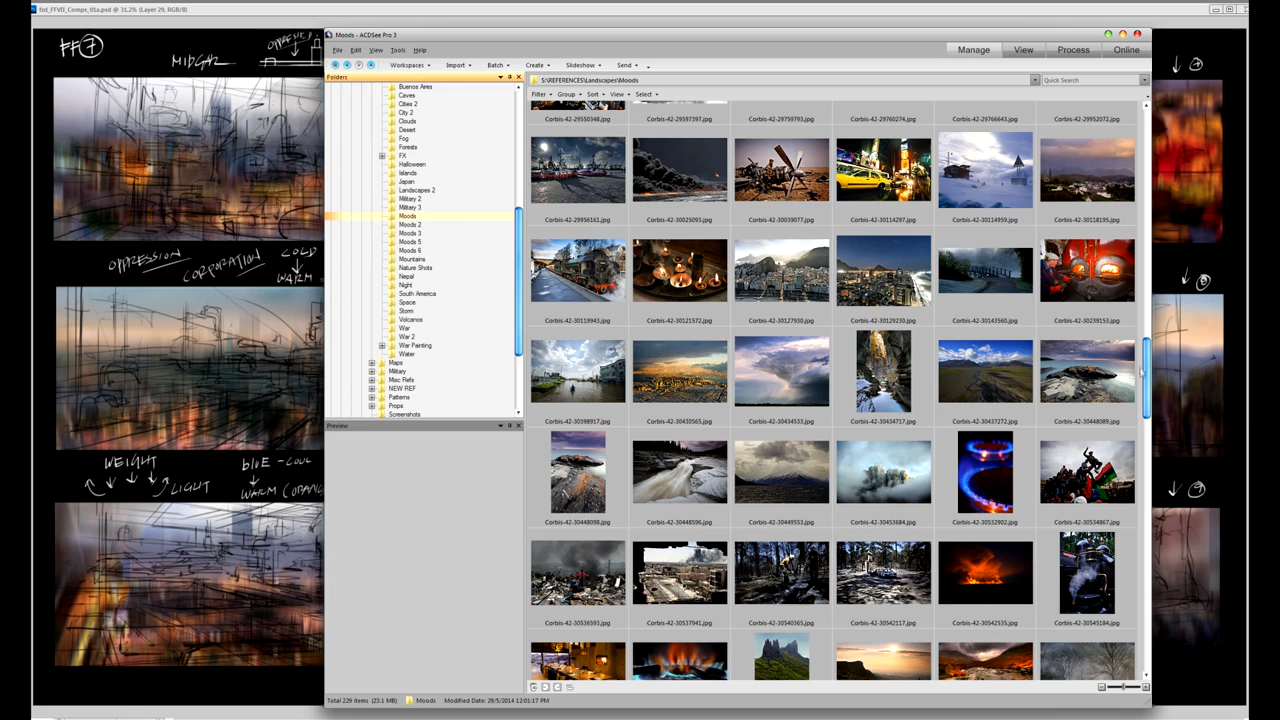 fzd_FFVII_Comps_01a.psd @ 31.2% (Layer 29, RGB/8)
FF 7
MIDGAR
OPPRESSION
CORPORATION
COLD
WARM
WEIGHT
LIGHT
blue - cool
WARM
Moods - ACDSee Pro 3
File Edit View Tools Help
Manage View Process Online
Workspaces Import Batch Create Slideshow Send
Folders
Buenos Aires
Caves
Cities 2
City 2
Clouds
Desert
Fog
Forests
FX
Halloween
Islands
Japan
Landscapes 2
Military 2
Military 3
Moods
Moods 2
Moods 3
Moods 5
Moods 6
Mountains
Nature Shots
Nepal
Night
South America
Space
Storm
Volcanos
War
War 2
War Painting
Water
Maps
Military
Misc Refs
NEW REF
Patterns
Props
Screenshots
Preview
S:\REFERENCES\Landscapes\Moods
Quick Search
Filter Group Sort View Select
Corbis-42-29550348.jpg Corbis-42-29597397.jpg Corbis-42-29759793.jpg Corbis-42-29760274.jpg Corbis-42-29766643.jpg Corbis-42-29952072.jpg
Corbis-42-29956161.jpg Corbis-42-30025093.jpg Corbis-42-30039077.jpg Corbis-42-30114297.jpg Corbis-42-30114959.jpg Corbis-42-30118195.jpg
Corbis-42-30119943.jpg Corbis-42-30121572.jpg Corbis-42-30127930.jpg Corbis-42-30129230.jpg Corbis-42-30143560.jpg Corbis-42-30239153.jpg
Corbis-42-30398917.jpg Corbis-42-30430565.jpg Corbis-42-30434533.jpg Corbis-42-30434717.jpg Corbis-42-30437272.jpg Corbis-42-30448089.jpg
Corbis-42-30448098.jpg Corbis-42-30448596.jpg Corbis-42-30449553.jpg Corbis-42-30453684.jpg Corbis-42-30532902.jpg Corbis-42-30534867.jpg
Corbis-42-30536593.jpg Corbis-42-30537941.jpg Corbis-42-30540365.jpg Corbis-42-30542117.jpg Corbis-42-30542535.jpg Corbis-42-30545184.jpg
Total 229 items (23.1 MB) Moods Modified Date: 29/5/2014 12:01:17 PM